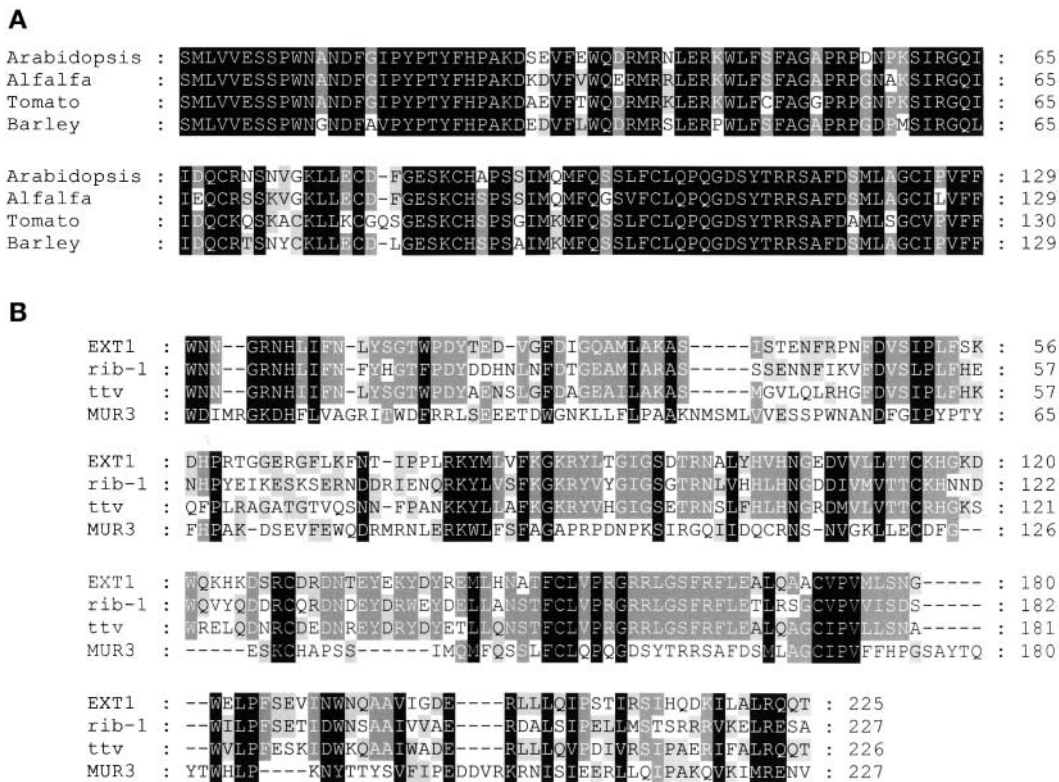 A
Arabidopsis : SMLVVESSPWNANDFGIPYPTYFHPAKDSEVFEWQDRMRNLERKWLFSFAGAPRPDNPKSIRGQI : 65
Alfalfa : SMLVVESSPWNANDFGIPYPTYFHPAKDKDVFVWQERMRRLERKWLFSFAGAPRPGNAKSIRGQI : 65
Tomato : SMLVVESSPWNANDFGIPYPTYFHPAKDAEVFTWQDRMRKLERKWLFCFAGGPRPGNPKSIRGQI : 65
Barley : SMLVVESSPWNGNDFAVPYPTYFHPAKDEDVFLWQDRMRSLERPWLFSFAGAPRPGDPMSIRGQL : 65
Arabidopsis : IDQCRNSNVGKLLECD-FGESKCHAPSSIMQMFQSSLFCLQPQGDSYTRRSAFDSMLAGCIPVFF : 129
Alfalfa : IEQCRSSKVGKLLECD-FGESKCHSPSSIMQMFQGSVFCLQPQGDSYTRRSAFDSMLAGCILVFF : 129
Tomato : IDQCKQSKACKLLKCGQSGESKCHSPSGIMKMFQSSLFCLQPQGDSYTRRSAFDAMLSGCVPVFF : 130
Barley : IDQCRTSNYCKLLECD-LGESKCHSPSAIMKMFQSSLFCLQPQGDSYTRRSAFDSMLAGCIPVFF : 129
B
EXT1 : WNN--GRNHLIFN-LYSGTWPDYTED-VGFDIGQAMLAKAS-----ISTENFRPNFDVSIPLFSK : 56
rib-1 : WNN--GRNHLIFN-FYHGTFPDYDDHNLNFDTGEAMIARAS-----SSENNFIKVFDVSLPLFHE : 57
ttv : WNN--GRNHLIFN-LYSGTWPDYAENSLGFDAGEAILAKAS-----MGVLQLRHGFDVSIPLFHK : 57
MUR3 : WDIMRGKDHFLVAGRITWDFRRLSEEETDWGNKLLFLPAAKNMSMLVVESSPWNANDFGIPYPTY : 65
EXT1 : DHPRTGGERGFLKFNT-IPPLRKYMLVFKGKRYLTGIGSDTRNALYHVHNGEDVVLLTTCKHGKD : 120
rib-1 : NHPYEIKESKSERNDDRIENQRKYLVSFKGKRYVYGIGSGTRNLVHHLHNGDDIVMVTTCKHNND : 122
ttv : QFPLRAGATGTVQSNN-FPANKKYLLAFKGKRYVHGIGSETRNSLFHLHNGRDMVLVTTCRHGKS : 121
MUR3 : FHPAK-DSEVFEWQDRMRNLERKWLFSFAGAPRPDNPKSIRGQIIDQCRNS-NVGKLLECDFG-- : 126
EXT1 : WQKHKDSRCDRDNTEYEKYDYREMLHNATFCLVPRGRRLGSFRFLEALQAACVPVMLSNG----- : 180
rib-1 : WQVYQDDRCQRDNDEYDRWEYDELLANSTFCLVPRGRRLGSFRFLETLRSGCVPVVISDS----- : 182
ttv : WRELQDNRCDEDNREYDRYDYETLLQNSTFCLVPRGRRLGSFRFLEALQAGCIPVLLSNA----- : 181
MUR3 : -----ESKCHAPSS------IMQMFQSSLFCLQPQGDSYTRRSAFDSMLAGCIPVFFHPGSAYTQ : 180
EXT1 : --WELPFSEVINWNQAAVIGDE----RLLLQIPSTIRSIHQDKILALRQQT : 225
rib-1 : --WILPFSETIDWNSAAIVVAE----RDALSIPELLMSTSRRRVKELRESA : 227
ttv : --WVLPFESKIDWKQAAIWADE----RLLLQVPDIVRSIPAERIFALRQQT : 226
MUR3 : YTWHLP----KNYTTYSVFIPEDDVRKRNISIEERLLQIPAKQVKIMRENV : 227